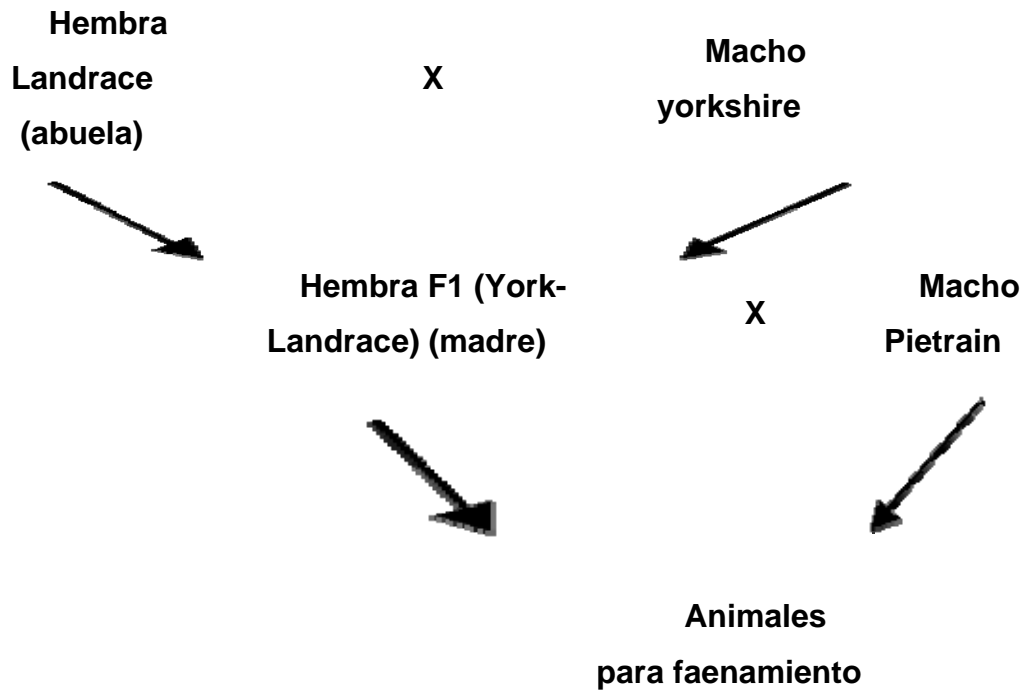 Hembra
Landrace
(abuela)
X
Macho
yorkshire
Hembra F1 (York-
Landrace) (madre)
X
Macho
Pietrain
Animales
para faenamiento